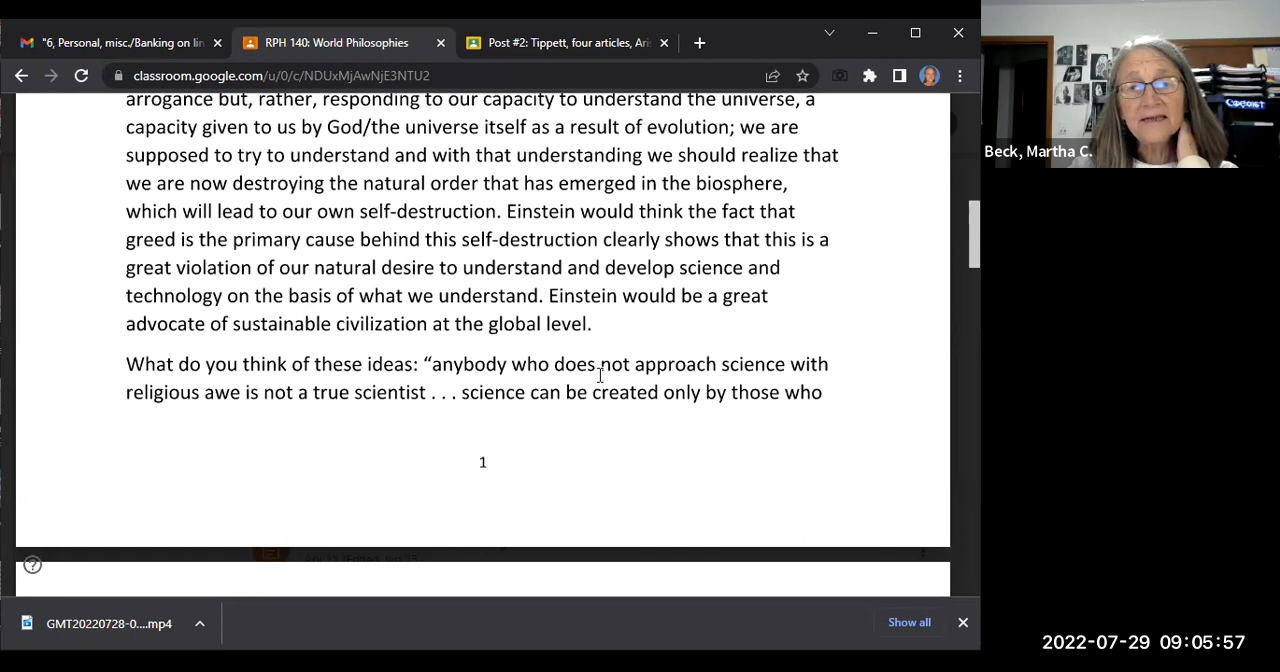 "6, Personal, misc./Banking on lin
RPH 140: World Philosophies
Post #2: Tippett, four articles, Aris
classroom.google.com/u/0/c/NDUxMjAwNjE3NTU2
arrogance but, rather, responding to our capacity to understand the universe, a
capacity given to us by God/the universe itself as a result of evolution; we are
supposed to try to understand and with that understanding we should realize that
we are now destroying the natural order that has emerged in the biosphere,
which will lead to our own self-destruction. Einstein would think the fact that
greed is the primary cause behind this self-destruction clearly shows that this is a
great violation of our natural desire to understand and develop science and
technology on the basis of what we understand. Einstein would be a great
advocate of sustainable civilization at the global level.
What do you think of these ideas: “anybody who does not approach science with
religious awe is not a true scientist . . . science can be created only by those who
1
GMT20220728-0....mp4
Show all
Beck, Martha C.
2022-07-29 09:05:57